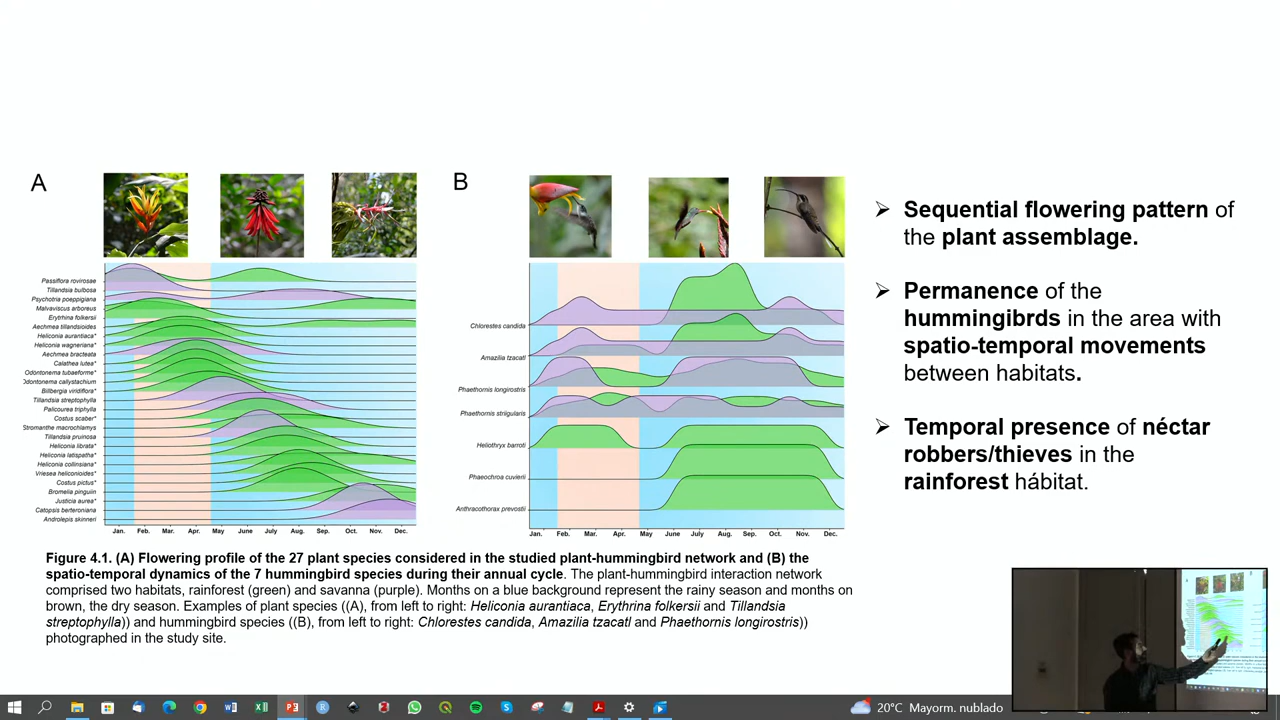 A
B
Passiflora rovirosae
Tillandsia bulbosa
Psychotria poeppigiana
Malvaviscus arboreus
Erythrina folkersii
Aechmea tillandsioides
Heliconia aurantiaca*
Heliconia wagneriana*
Aechmea bracteata
Calathea lutea*
Odontonema tubaeforme*
Odontonema callystachium
Billbergia viridiflora*
Tillandsia streptophylla
Palicourea triphylla
Costus scaber*
Stromanthe macrochlamys
Tillandsia pruinosa
Heliconia librata*
Heliconia latispatha*
Heliconia collinsiana*
Vriesea heliconioides*
Costus pictus*
Bromelia pinguin
Justicia aurea*
Catopsis berteroniana
Androlepis skinneri
Jan. Feb. Mar. Apr. May June July Aug. Sep. Oct. Nov. Dec.
Chlorestes candida
Amazilia tzacatl
Phaethornis longirostris
Phaethornis striigularis
Heliothryx barroti
Phaeochroa cuvierii
Anthracothorax prevostii
Jan. Feb. Mar. Apr. May June July Aug. Sep. Oct. Nov. Dec.
Sequential flowering pattern of
the plant assemblage.
Permanence of the
hummingibrds in the area with
spatio-temporal movements
between habitats.
Temporal presence of néctar
robbers/thieves in the
rainforest hábitat.
Figure 4.1. (A) Flowering profile of the 27 plant species considered in the studied plant-hummingbird network and (B) the
spatio-temporal dynamics of the 7 hummingbird species during their annual cycle. The plant-hummingbird interaction network
comprised two habitats, rainforest (green) and savanna (purple). Months on a blue background represent the rainy season and months on
brown, the dry season. Examples of plant species ((A), from left to right: Heliconia aurantiaca, Erythrina folkersii and Tillandsia
streptophylla)) and hummingbird species ((B), from left to right: Chlorestes candida, Amazilia tzacatl and Phaethornis longirostris))
photographed in the study site.
20°C Mayorm. nublado